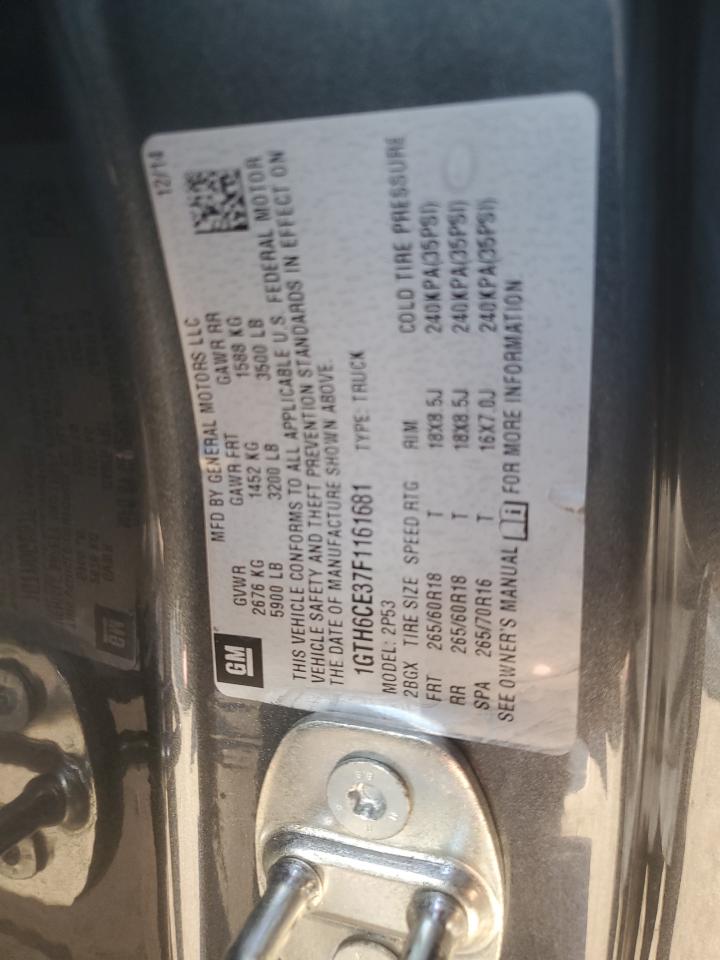 GM
MFD BY GENERAL MOTORS LLC
12/14
GVWR GAWR FRT GAWR RR
2676 KG 1452 KG 1588 KG
5900 LB 3200 LB 3500 LB
THIS VEHICLE CONFORMS TO ALL APPLICABLE U.S. FEDERAL MOTOR
VEHICLE SAFETY AND THEFT PREVENTION STANDARDS IN EFFECT ON
THE DATE OF MANUFACTURE SHOWN ABOVE.
1GTH6CE37F1161681 TYPE: TRUCK
MODEL: 2P53
2BGX TIRE SIZE SPEED RTG RIM COLD TIRE PRESSURE
FRT 265/60R18 T 18X8.5J 240KPA(35PSI)
RR 265/60R18 T 18X8.5J 240KPA(35PSI)
SPA 265/70R16 T 16X7.0J 240KPA(35PSI)
SEE OWNER'S MANUAL FOR MORE INFORMATION